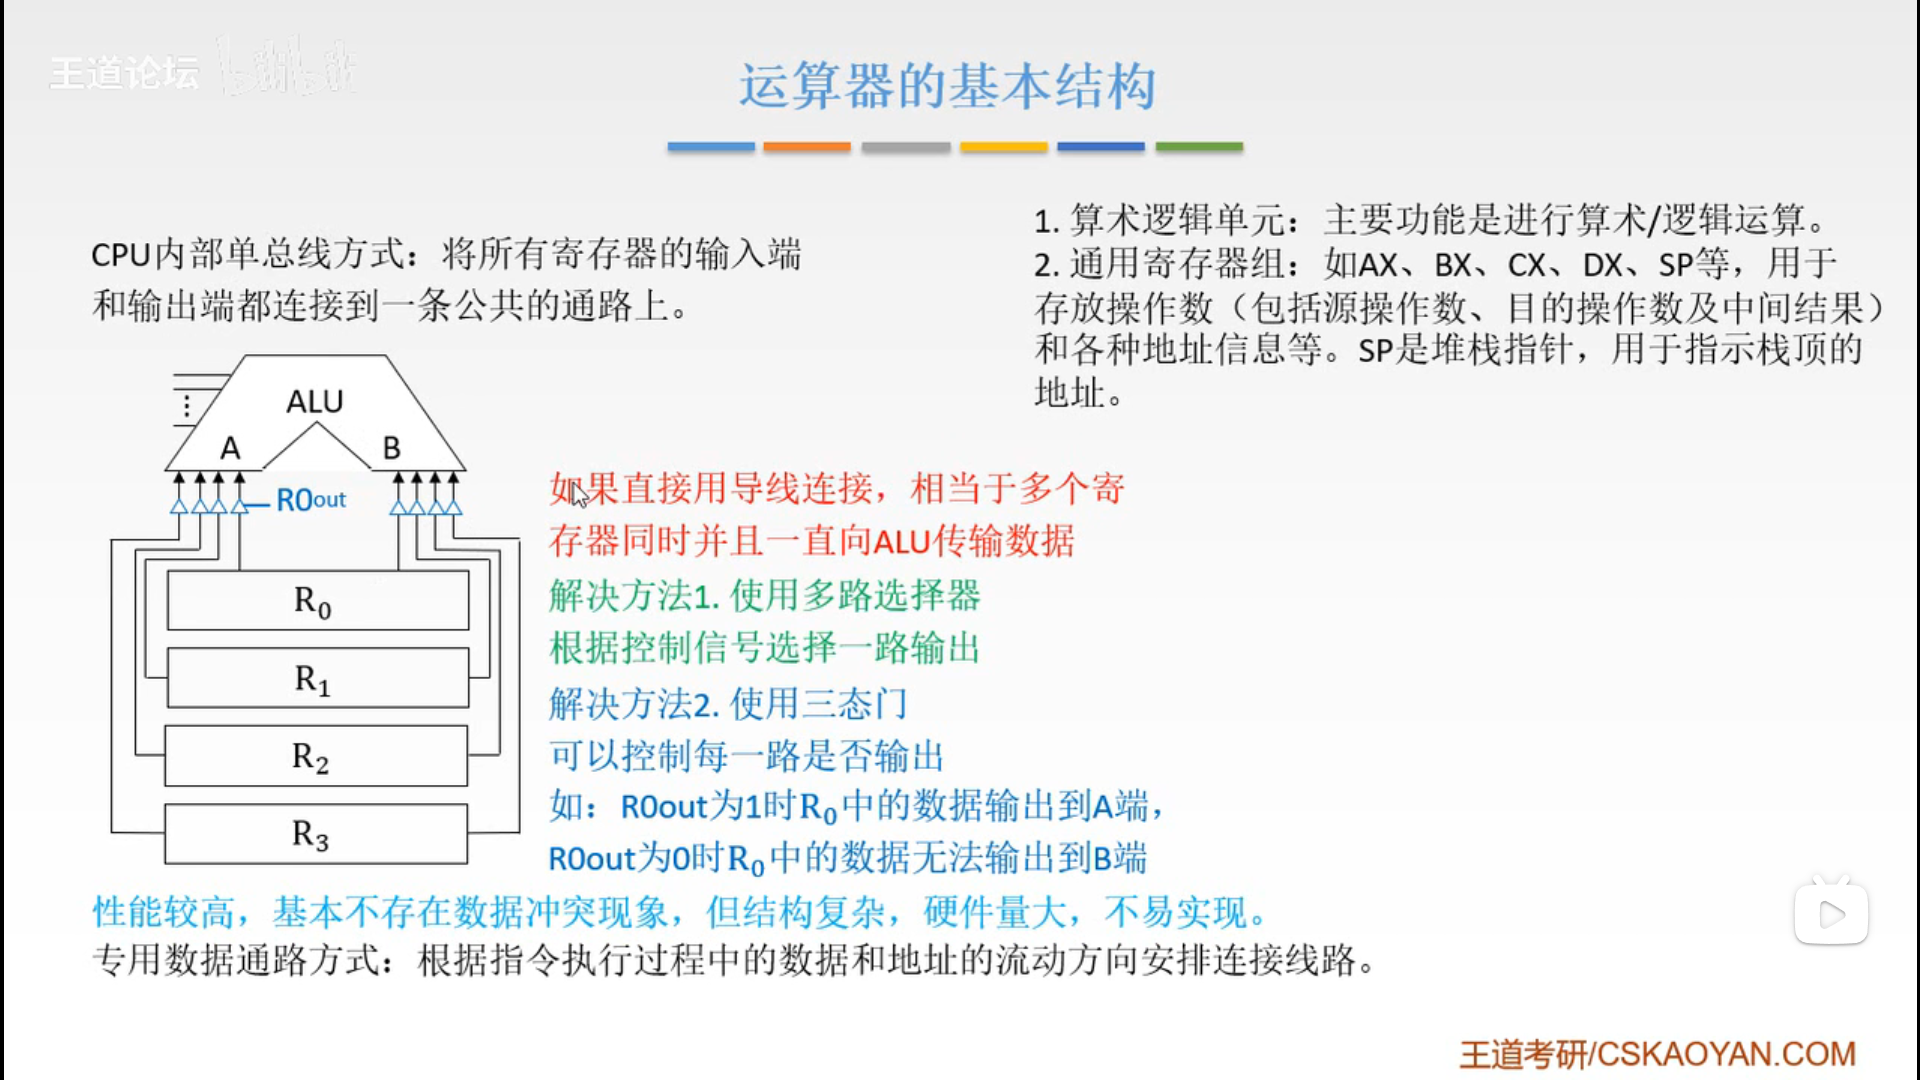 王道论坛 bilibili
运算器的基本结构
CPU内部单总线方式：将所有寄存器的输入端
和输出端都连接到一条公共的通路上。
1. 算术逻辑单元：主要功能是进行算术/逻辑运算。
2. 通用寄存器组：如AX、BX、CX、DX、SP等，用于
存放操作数（包括源操作数、目的操作数及中间结果）
和各种地址信息等。SP是堆栈指针，用于指示栈顶的
地址。
ALU
A B
R0out
R₀
R₁
R₂
R₃
如果直接用导线连接，相当于多个寄
存器同时并且一直向ALU传输数据
解决方法1. 使用多路选择器
根据控制信号选择一路输出
解决方法2. 使用三态门
可以控制每一路是否输出
如：R0out为1时R₀中的数据输出到A端，
R0out为0时R₀中的数据无法输出到B端
性能较高，基本不存在数据冲突现象，但结构复杂，硬件量大，不易实现。
专用数据通路方式：根据指令执行过程中的数据和地址的流动方向安排连接线路。
王道考研/CSKAOYAN.COM